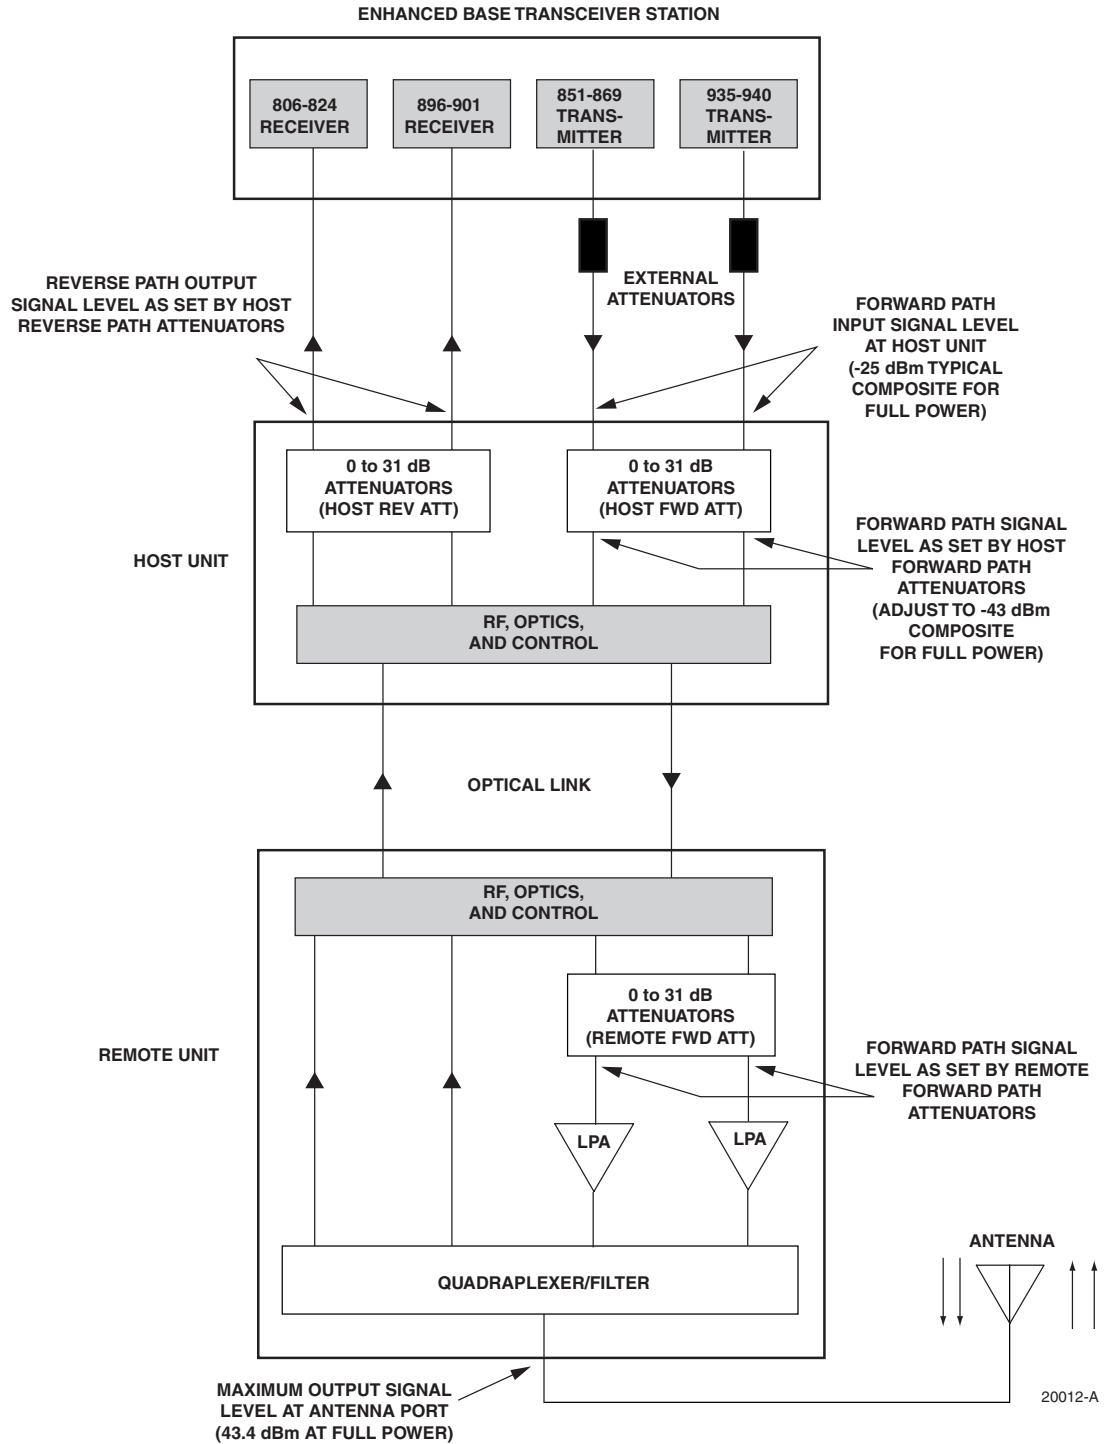 ENHANCED BASE TRANSCEIVER STATION
806-824
RECEIVER
896-901
RECEIVER
851-869
TRANS-
MITTER
935-940
TRANS-
MITTER
EXTERNAL
ATTENUATORS
REVERSE PATH OUTPUT
SIGNAL LEVEL AS SET BY HOST
REVERSE PATH ATTENUATORS
FORWARD PATH
INPUT SIGNAL LEVEL
AT HOST UNIT
(-25 dBm TYPICAL
COMPOSITE FOR
FULL POWER)
0 to 31 dB
ATTENUATORS
(HOST REV ATT)
0 to 31 dB
ATTENUATORS
(HOST FWD ATT)
HOST UNIT
FORWARD PATH SIGNAL
LEVEL AS SET BY HOST
FORWARD PATH
ATTENUATORS
(ADJUST TO -43 dBm
COMPOSITE
FOR FULL POWER)
RF, OPTICS,
AND CONTROL
OPTICAL LINK
RF, OPTICS,
AND CONTROL
0 to 31 dB
ATTENUATORS
(REMOTE FWD ATT)
REMOTE UNIT
FORWARD PATH SIGNAL
LEVEL AS SET BY REMOTE
FORWARD PATH
ATTENUATORS
LPA
LPA
QUADRAPLEXER/FILTER
ANTENNA
MAXIMUM OUTPUT SIGNAL
LEVEL AT ANTENNA PORT
(43.4 dBm AT FULL POWER)
20012-A